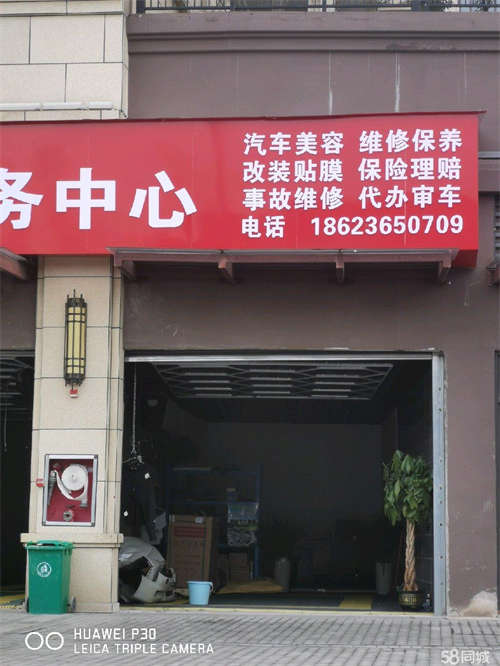 务中心
汽车美容 维修保养
改装贴膜 保险理赔
事故维修 代办审车
电话 18623650709
HUAWEI P30
LEICA TRIPLE CAMERA
58同城